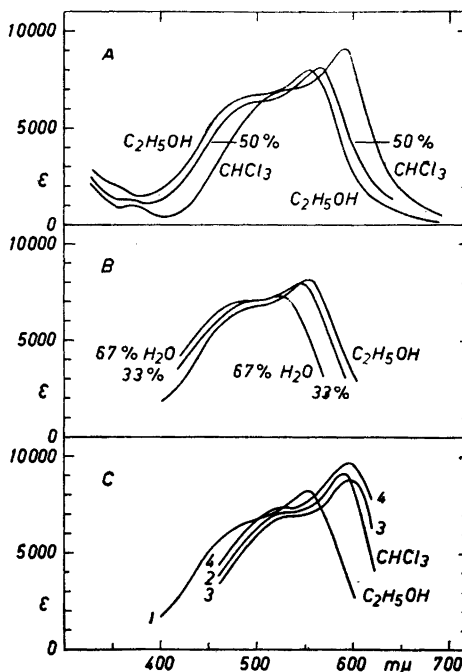 10000
A
C₂H₅OH
50 %
5000
50 %
CHCl₃
CHCl₃
ε
C₂H₅OH
0
10000
B
5000
67% H₂O
C₂H₅OH
33%
67% H₂O
33%
ε
0
10000
C
4
3
5000
4
CHCl₃
2
3
C₂H₅OH
ε
1
0
400 500 600 mμ 700